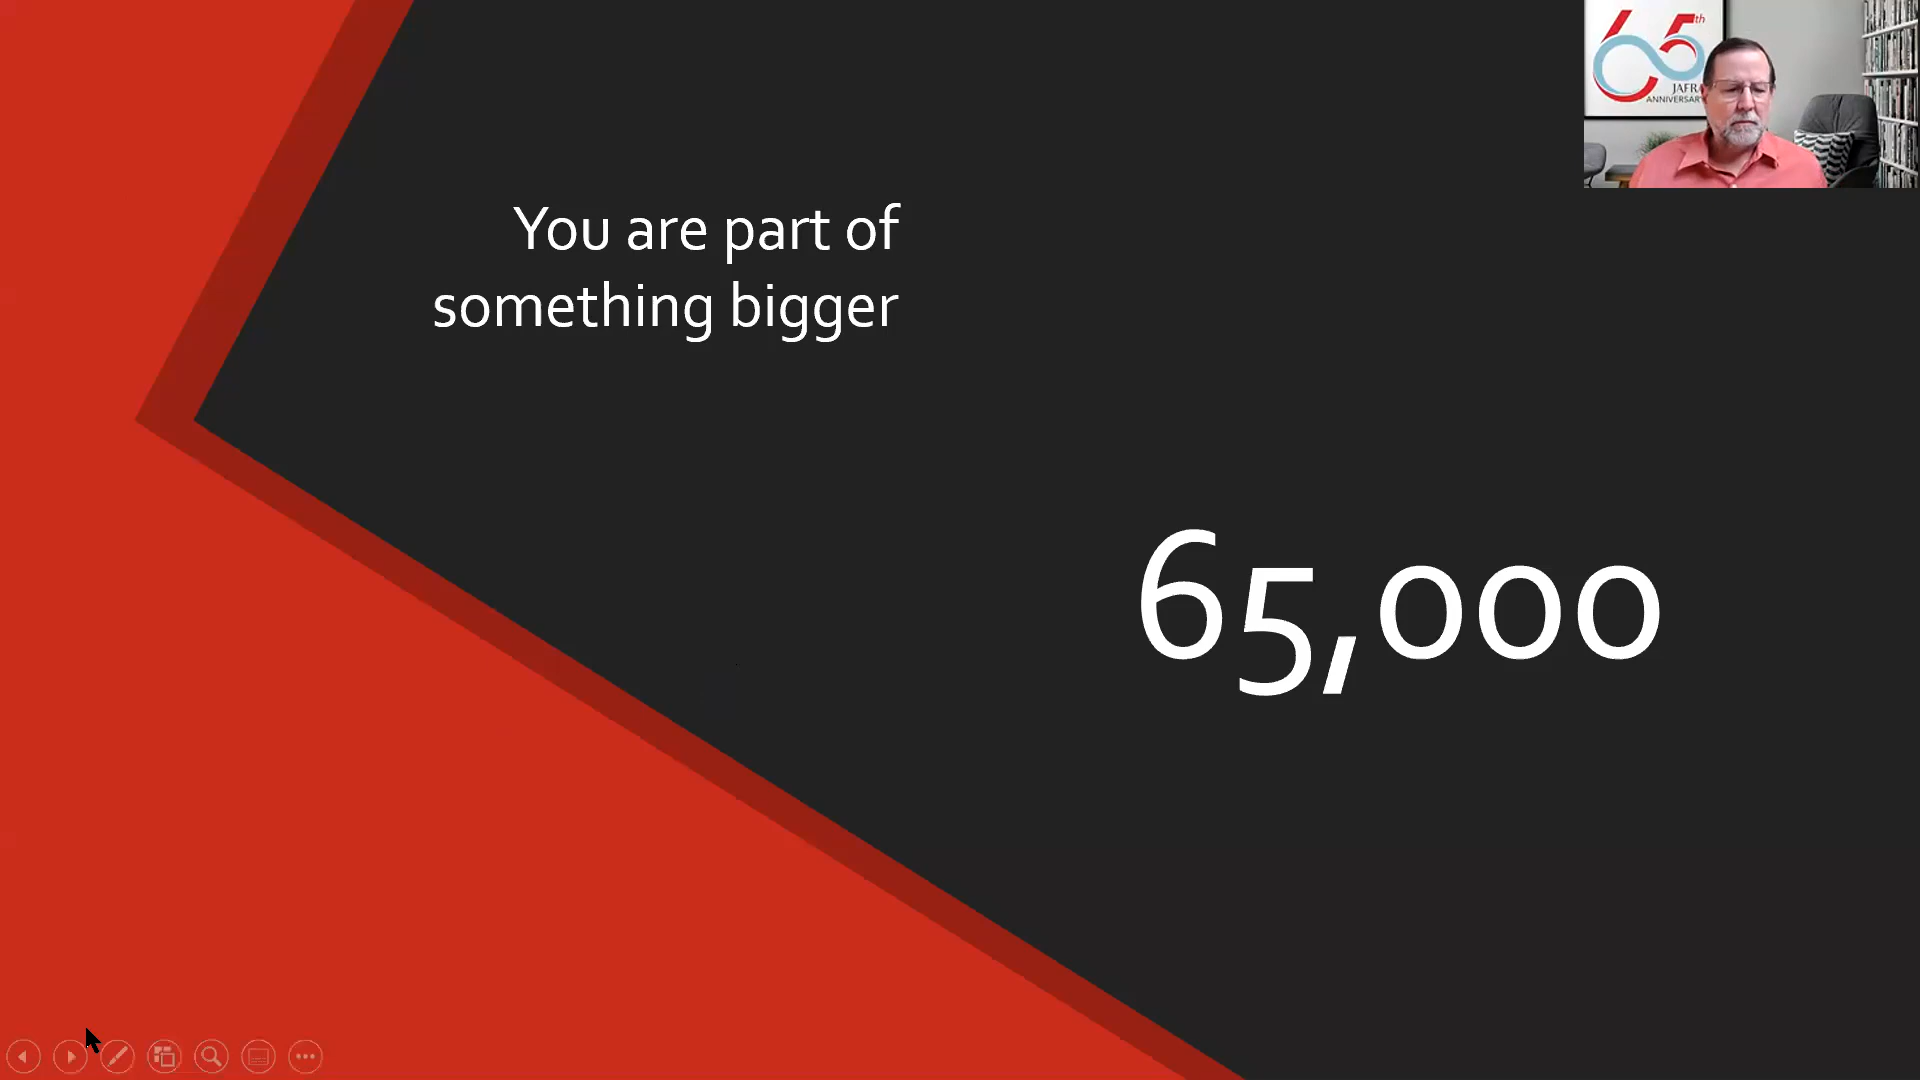 You are part of
something bigger
65,000
65th
JAFRA
ANNIVERSARY